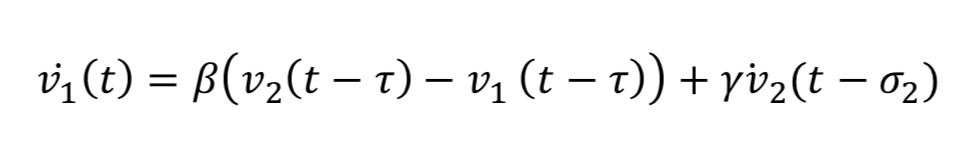 v̇₁(t) = β(v₂(t − τ) − v₁ (t − τ)) + γv̇₂(t − σ₂)